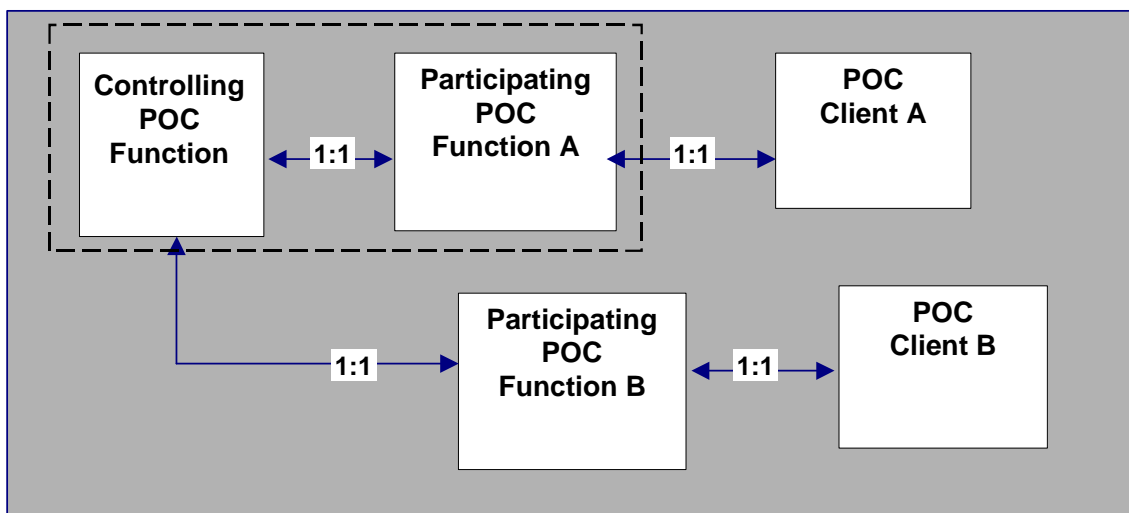 Controlling
POC
Function
1:1
Participating
POC
Function A
1:1
POC
Client A
1:1
Participating
POC
Function B
1:1
POC
Client B